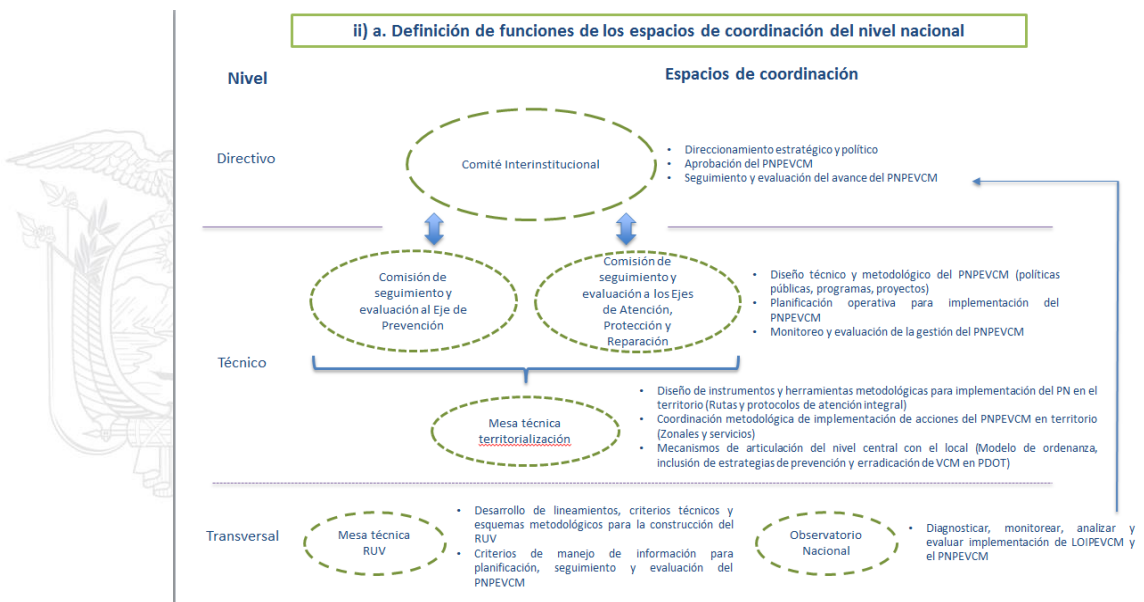 ii) a. Definición de funciones de los espacios de coordinación del nivel nacional
Nivel
Espacios de coordinación
Directivo
Comité Interinstitucional
• Direccionamiento estratégico y político
• Aprobación del PNPEVCM
• Seguimiento y evaluación del avance del PNPEVCM
Técnico
Comisión de
seguimiento y
evaluación al Eje de
Prevención
Comisión de
seguimiento y
evaluación a los Ejes
de Atención,
Protección y
Reparación
• Diseño técnico y metodológico del PNPEVCM (políticas
públicas, programas, proyectos)
• Planificación operativa para implementación del
PNPEVCM
• Monitoreo y evaluación de la gestión del PNPEVCM
Mesa técnica
territorialización
• Diseño de instrumentos y herramientas metodológicas para implementación del PN en el
territorio (Rutas y protocolos de atención integral)
• Coordinación metodológica de implementación de acciones del PNPEVCM en territorio
(Zonales y servicios)
• Mecanismos de articulación del nivel central con el local (Modelo de ordenanza,
inclusión de estrategias de prevención y erradicación de VCM en PDOT)
Transversal
Mesa técnica
RUV
• Desarrollo de lineamientos, criterios técnicos y
esquemas metodológicos para la construcción del
RUV
• Criterios de manejo de información para
planificación, seguimiento y evaluación del
PNPEVCM
Observatorio
Nacional
• Diagnosticar, monitorear, analizar y
evaluar implementación de LOIPEVCM y
el PNPEVCM